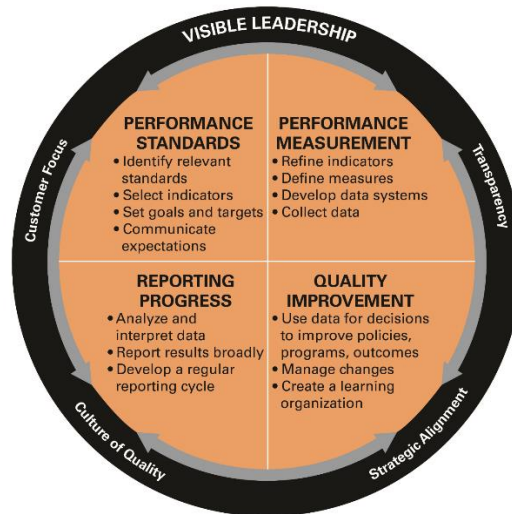 VISIBLE LEADERSHIP
Customer Focus
Transparency
PERFORMANCE
STANDARDS
• Identify relevant
standards
• Select indicators
• Set goals and targets
• Communicate
expectations
PERFORMANCE
MEASUREMENT
• Refine indicators
• Define measures
• Develop data systems
• Collect data
REPORTING
PROGRESS
• Analyze and
interpret data
• Report results broadly
• Develop a regular
reporting cycle
QUALITY
IMPROVEMENT
• Use data for decisions
to improve policies,
programs, outcomes
• Manage changes
• Create a learning
organization
Culture of Quality
Strategic Alignment